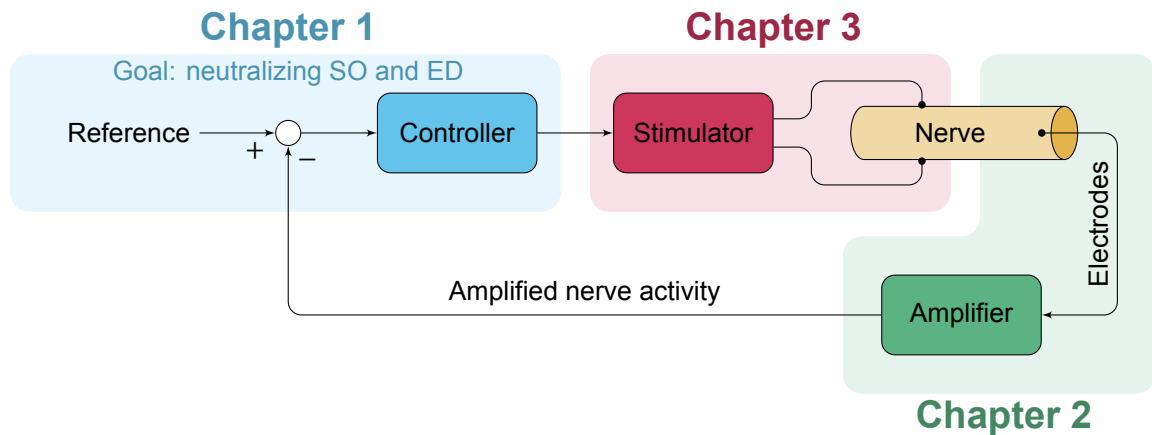 Chapter 1
Chapter 3
Goal: neutralizing SO and ED
Reference
+
−
Controller
Stimulator
Nerve
Electrodes
Amplified nerve activity
Amplifier
Chapter 2